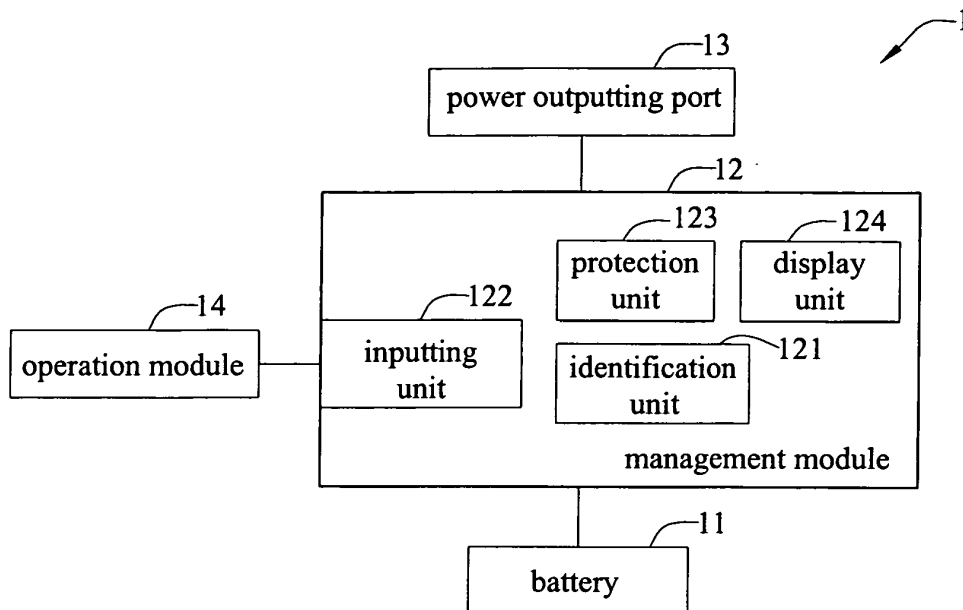 1
13
power outputting port
12
123
protection
unit
124
display
unit
14
operation module
122
inputting
unit
121
identification
unit
management module
11
battery